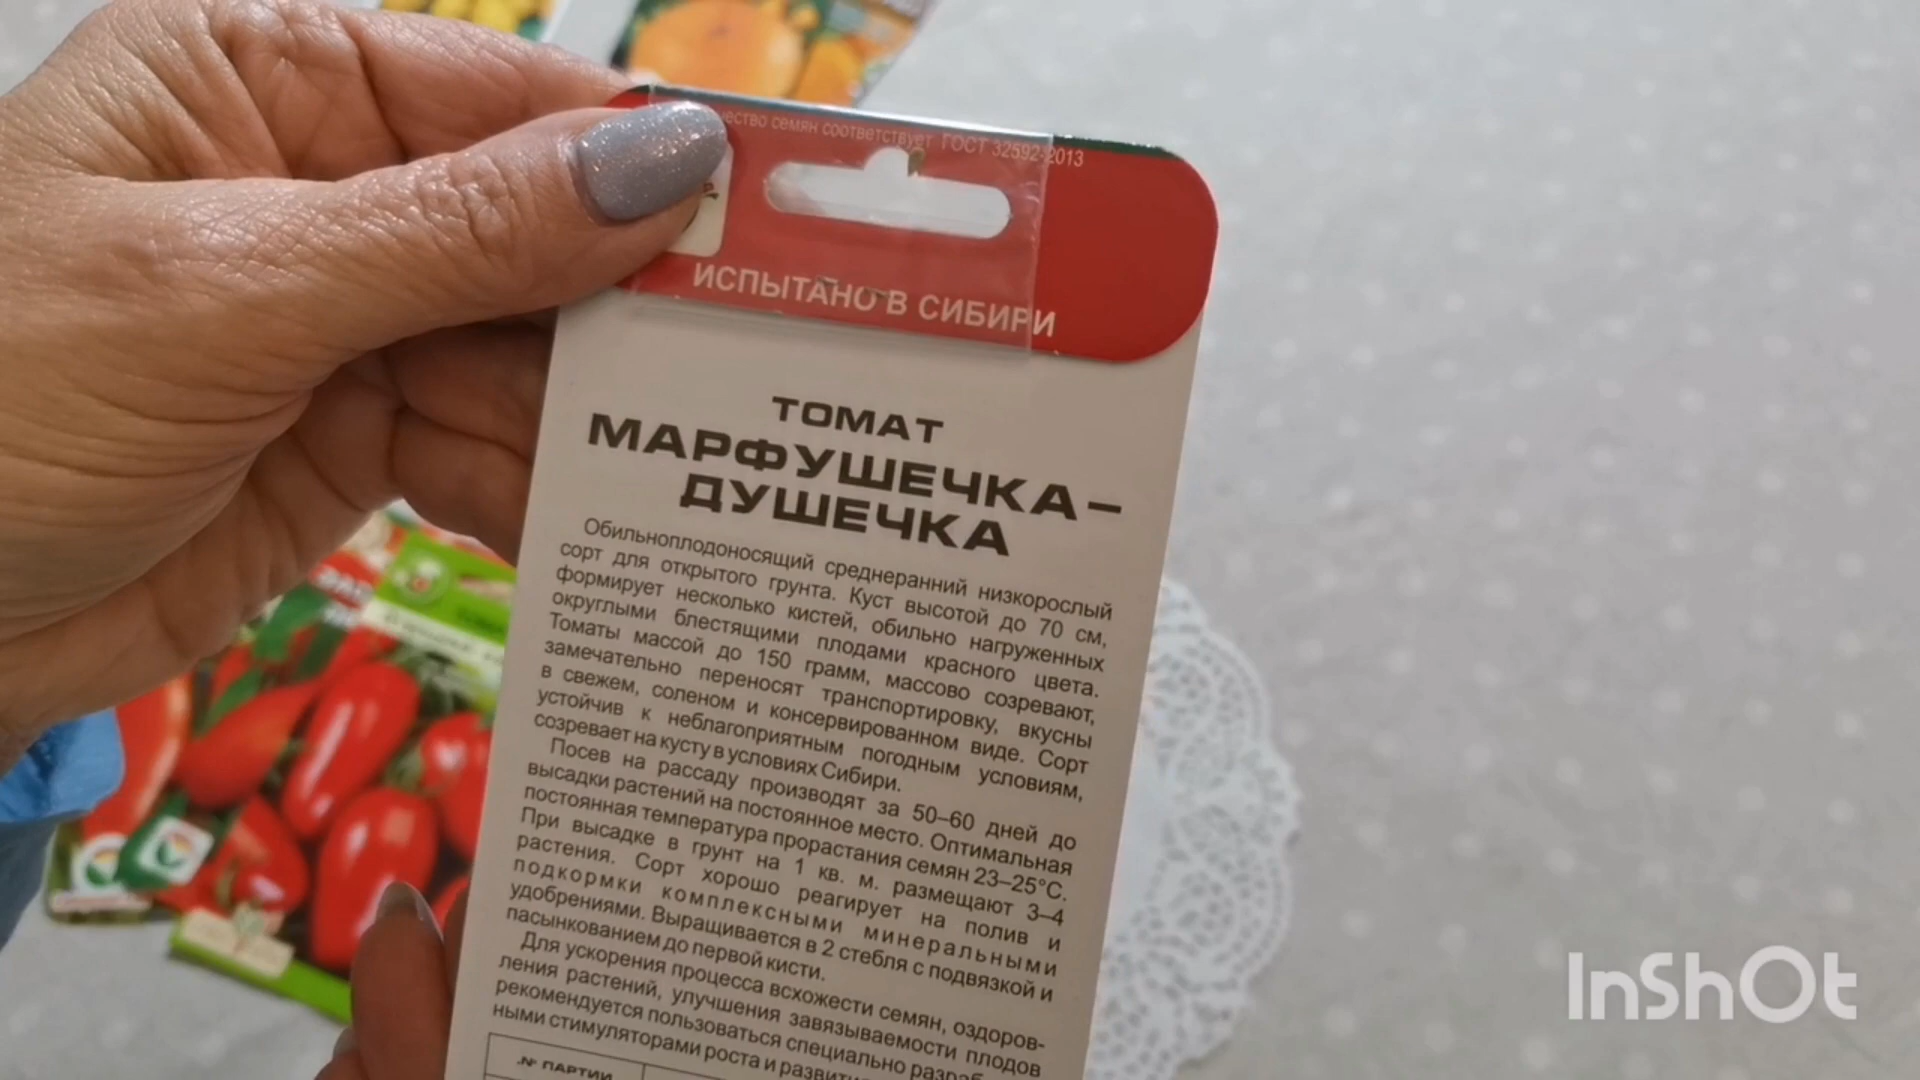 семян соответствует ГОСТ 32592-2013
ИСПЫТАНО В СИБИРИ
ТОМАТ
МАРФУШЕЧКА–
ДУШЕЧКА
Обильноплодоносящий среднеранний низкорослый
сорт для открытого грунта. Куст высотой до 70 см,
формирует несколько кистей, обильно нагруженных
округлыми блестящими плодами красного цвета.
Томаты массой до 150 грамм, массово созревают,
замечательно переносят транспортировку, вкусны
в свежем, соленом и консервированном виде. Сорт
устойчив к неблагоприятным погодным условиям,
созревает на кусту в условиях Сибири.
Посев на рассаду производят за 50–60 дней до
высадки растений на постоянное место. Оптимальная
постоянная температура прорастания семян 23–25°С.
При высадке в грунт на 1 кв. м. размещают 3–4
растения. Сорт хорошо реагирует на полив и
подкормки комплексными минеральными
удобрениями. Выращивается в 2 стебля с подвязкой и
пасынкованием до первой кисти.
Для ускорения процесса всхожести семян, оздоров-
ления растений, улучшения завязываемости плодов
рекомендуется пользоваться специально
ными стимуляторами роста и
№ ПАРТИИ
InShOt